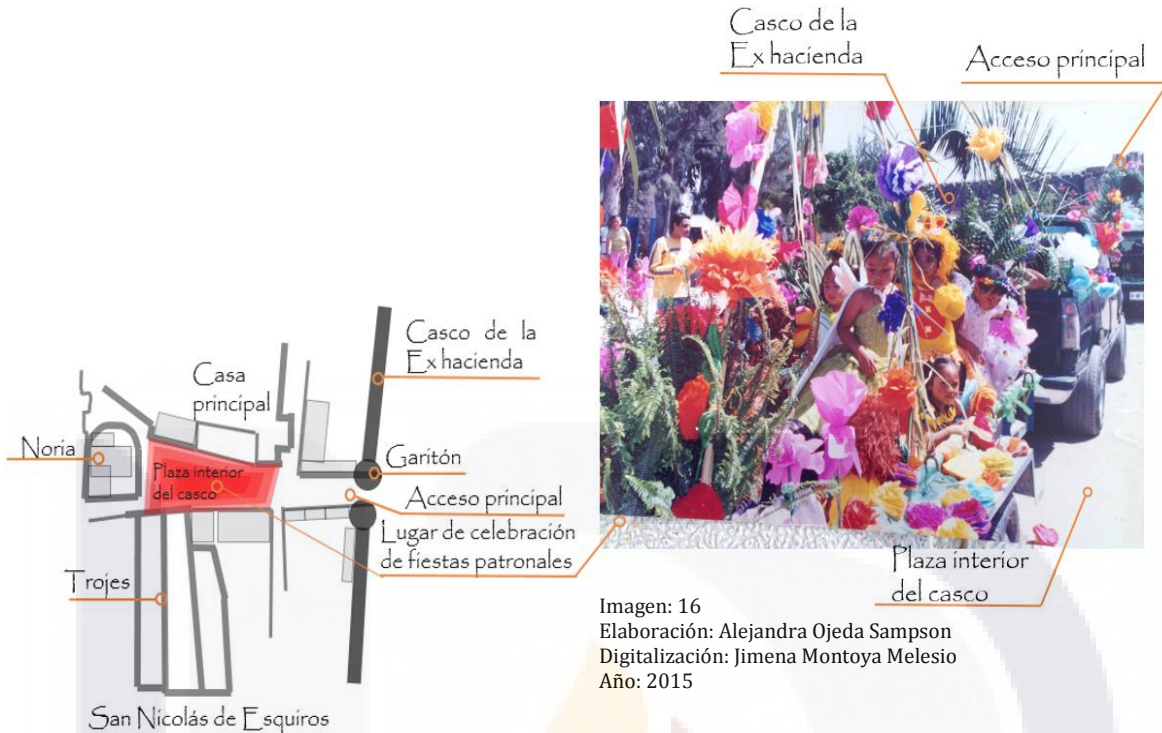 Casco de la
Ex hacienda
Acceso principal
Casco de la
Ex hacienda
Casa
principal
Noria
Plaza interior
del casco
Garitón
Acceso principal
Lugar de celebración
de fiestas patronales
Trojes
Plaza interior
del casco
San Nicolás de Esquiros
Imagen: 16
Elaboración: Alejandra Ojeda Sampson
Digitalización: Jimena Montoya Melesio
Año: 2015